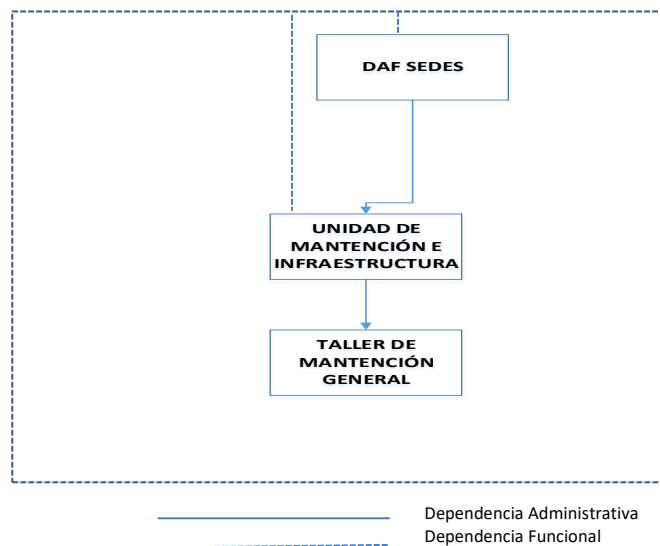 DAF SEDES
UNIDAD DE
MANTENCIÓN E
INFRAESTRUCTURA
TALLER DE
MANTENCIÓN
GENERAL
Dependencia Administrativa
Dependencia Funcional